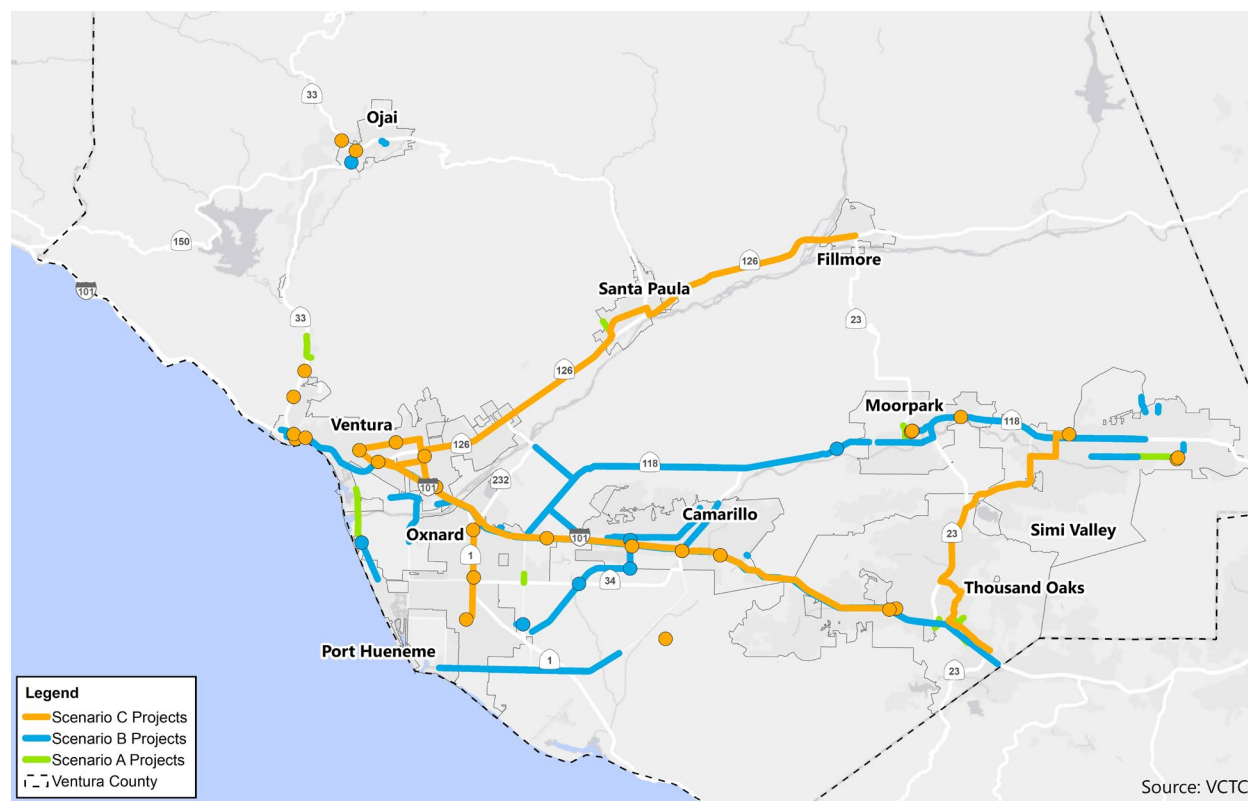 33
Ojai
150
126
Fillmore
Santa Paula
101
33
23
126
Moorpark
118
Ventura
126
118
232
101
Camarillo
Oxnard
101
23
Simi Valley
1
34
Thousand Oaks
Port Hueneme
1
23
Legend
Scenario C Projects
Scenario B Projects
Scenario A Projects
Ventura County
Source: VCTC